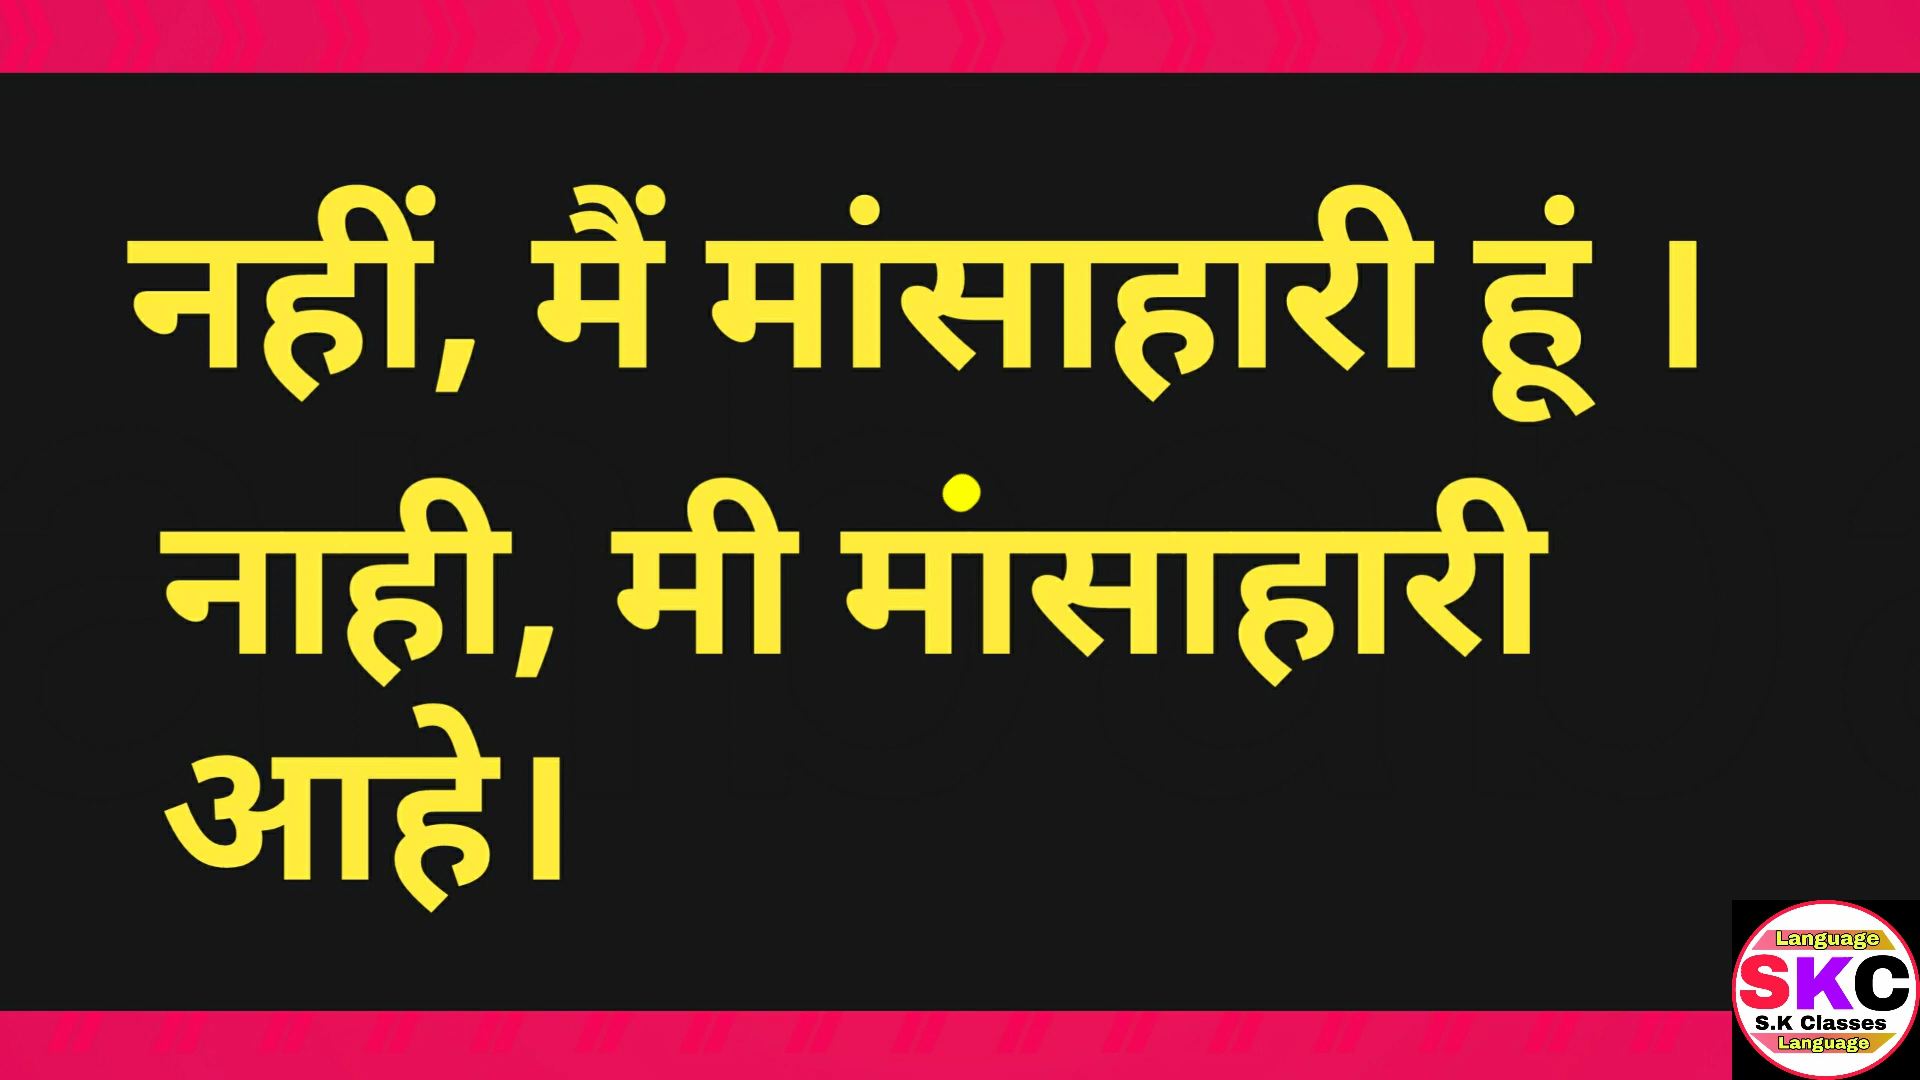 नहीं, मैं मांसाहारी हूं ।
नाही, मी मांसाहारी
आहे।
Language
SKC
S.K Classes
Language